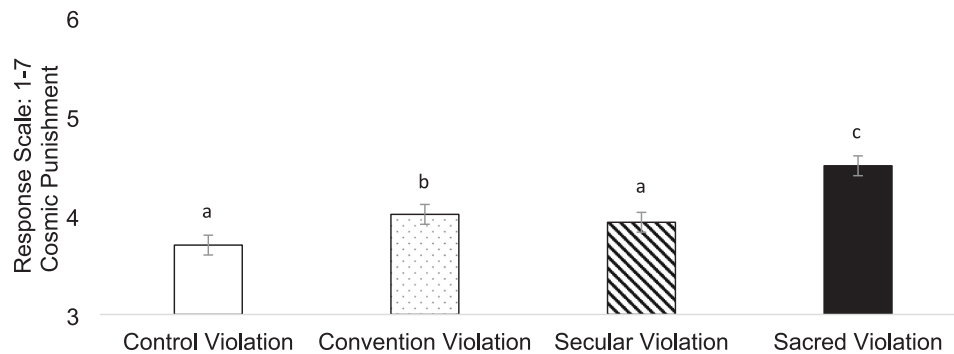 Response Scale: 1-7
Cosmic Punishment
6
5
4
3
a
b
a
c
Control Violation
Convention Violation
Secular Violation
Sacred Violation